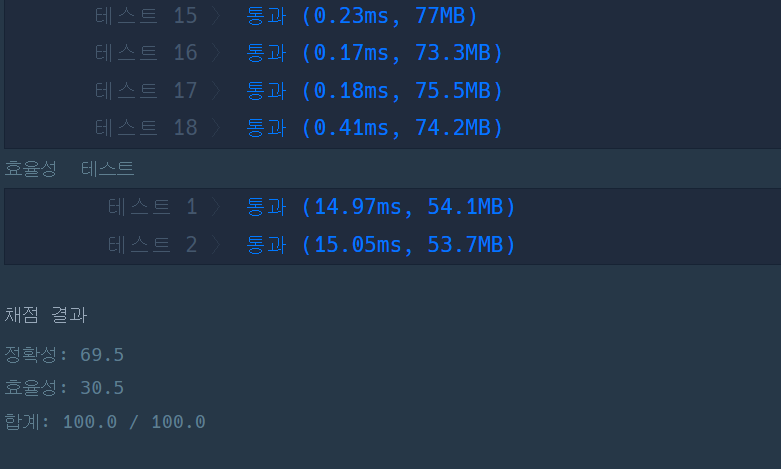 테스트 15 〉 통과 (0.23ms, 77MB)
테스트 16 〉 통과 (0.17ms, 73.3MB)
테스트 17 〉 통과 (0.18ms, 75.5MB)
테스트 18 〉 통과 (0.41ms, 74.2MB)
효율성 테스트
테스트 1 〉 통과 (14.97ms, 54.1MB)
테스트 2 〉 통과 (15.05ms, 53.7MB)
채점 결과
정확성: 69.5
효율성: 30.5
합계: 100.0 / 100.0